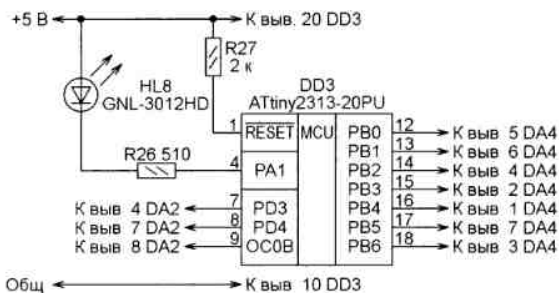 +5 В
К выв. 20 DD3
R27
2 к
HL8
GNL-3012HD
DD3
ATtiny2313-20PU
1 RESET MCU PB0 12 К выв 5 DA4
PB1 13 К выв 6 DA4
R26 510 4 PA1 PB2 14 К выв 4 DA4
PB3 15 К выв 2 DA4
К выв 4 DA2 7 PD3 PB4 16 К выв 1 DA4
К выв 7 DA2 8 PD4 PB5 17 К выв 7 DA4
К выв 8 DA2 9 OC0B PB6 18 К выв 3 DA4
Общ К выв 10 DD3